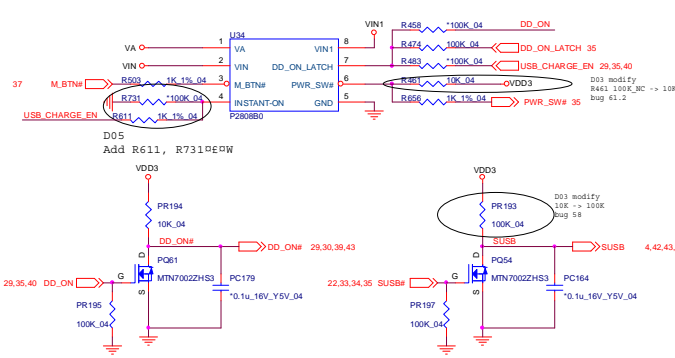 U34
VIN1
R458 *100K_04 DD_ON
VA 1 VA VIN1 8
R474 *100K_04 DD_ON_LATCH 35
VIN 2 VIN DD_ON_LATCH 7
R483 *100K_04 USB_CHARGE_EN 29,35,40
37 M_BTN# R503 1K_1%_04 3 M_BTN# PWR_SW# 6
R461 10K_04 VDD3
R731 *100K_04 4 INSTANT-ON GND 5
R656 *1K_1%_04 PWR_SW# 35
USB_CHARGE_EN R611 *1K_1%_04 P2808B0
D03 modify
R461 100K_NC -> 10K
bug 61.2
D05
Add R611, R731¤£¤W
VDD3
PR194
10K_04
DD_ON#
DD_ON# 29,30,39,43
PQ61
MTN7002ZHS3
D
G
S
29,35,40 DD_ON
PC179
*0.1u_16V_Y5V_04
PR195
100K_04
VDD3
PR193
100K_04
D03 modify
10K -> 100K
bug 58
SUSB
SUSB 4,42,43,
PQ54
MTN7002ZHS3
D
G
S
22,33,34,35 SUSB#
PC164
*0.1u_16V_Y5V_04
PR197
100K_04